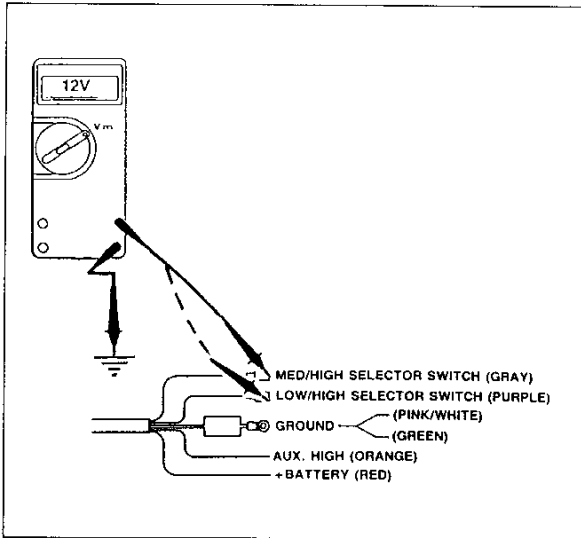 12V
Vm
MED/HIGH SELECTOR SWITCH (GRAY)
LOW/HIGH SELECTOR SWITCH (PURPLE)
(PINK/WHITE)
GROUND
(GREEN)
AUX. HIGH (ORANGE)
+BATTERY (RED)